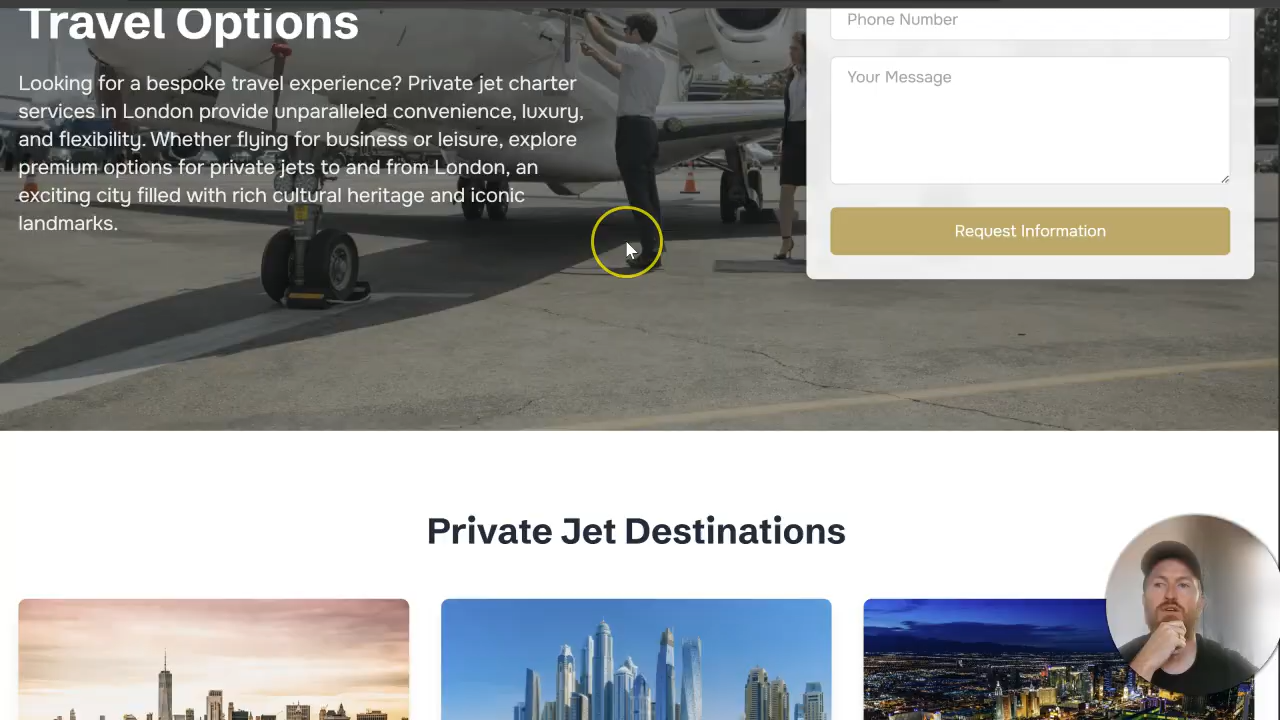 Travel Options
Looking for a bespoke travel experience? Private jet charter
services in London provide unparalleled convenience, luxury,
and flexibility. Whether flying for business or leisure, explore
premium options for private jets to and from London, an
exciting city filled with rich cultural heritage and iconic
landmarks.
Phone Number
Your Message
Request Information
Private Jet Destinations